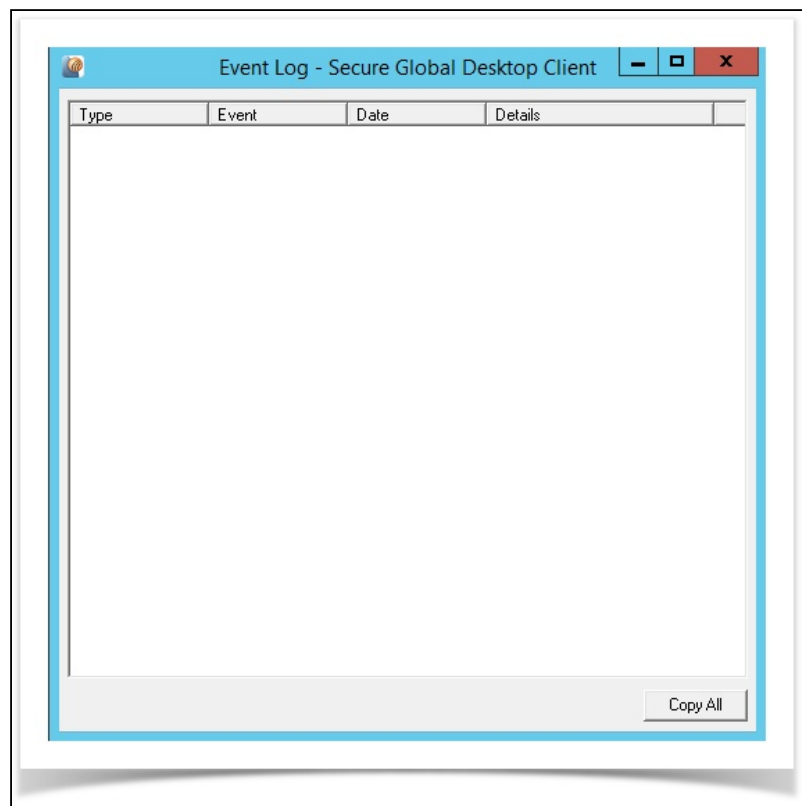 Event Log - Secure Global Desktop Client
Type Event Date Details
Copy All